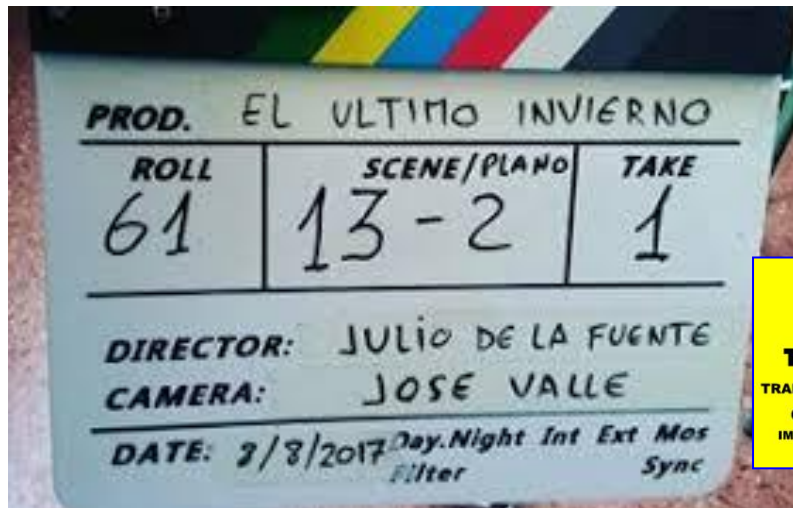 PROD. EL ULTIMO INVIERNO
ROLL SCENE/PLANO TAKE
61 13-2 1
DIRECTOR: JULIO DE LA FUENTE
CAMERA: JOSE VALLE
DATE: 8/8/2017 Day.Night Int Ext Mos
Filter Sync